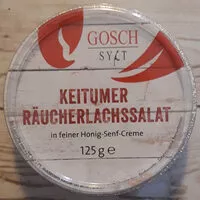 GOSCH
SYLT
KEITUMER
RÄUCHERLACHSSALAT
in feiner Honig-Senf-Creme
125 g e